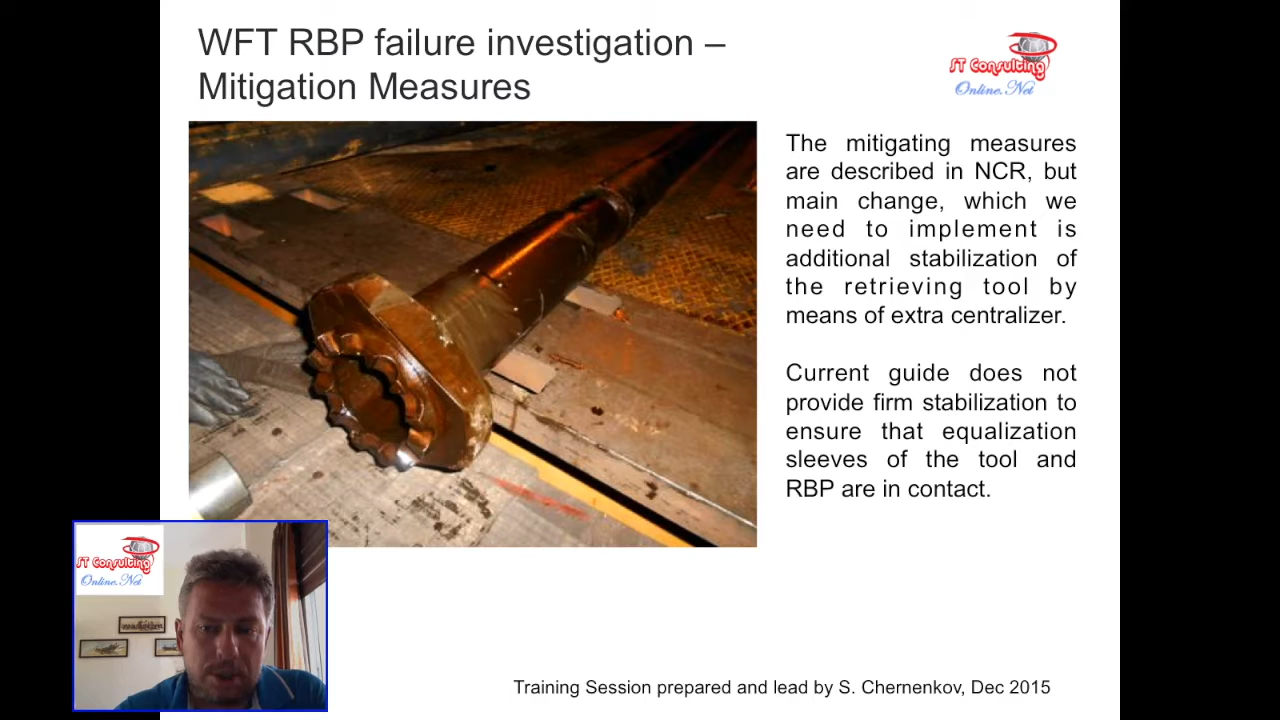 WFT RBP failure investigation –
Mitigation Measures
ST Consulting
Online.Net
The mitigating measures
are described in NCR, but
main change, which we
need to implement is
additional stabilization of
the retrieving tool by
means of extra centralizer.
Current guide does not
provide firm stabilization to
ensure that equalization
sleeves of the tool and
RBP are in contact.
ST Consulting
Online.Net
Training Session prepared and lead by S. Chernenkov, Dec 2015